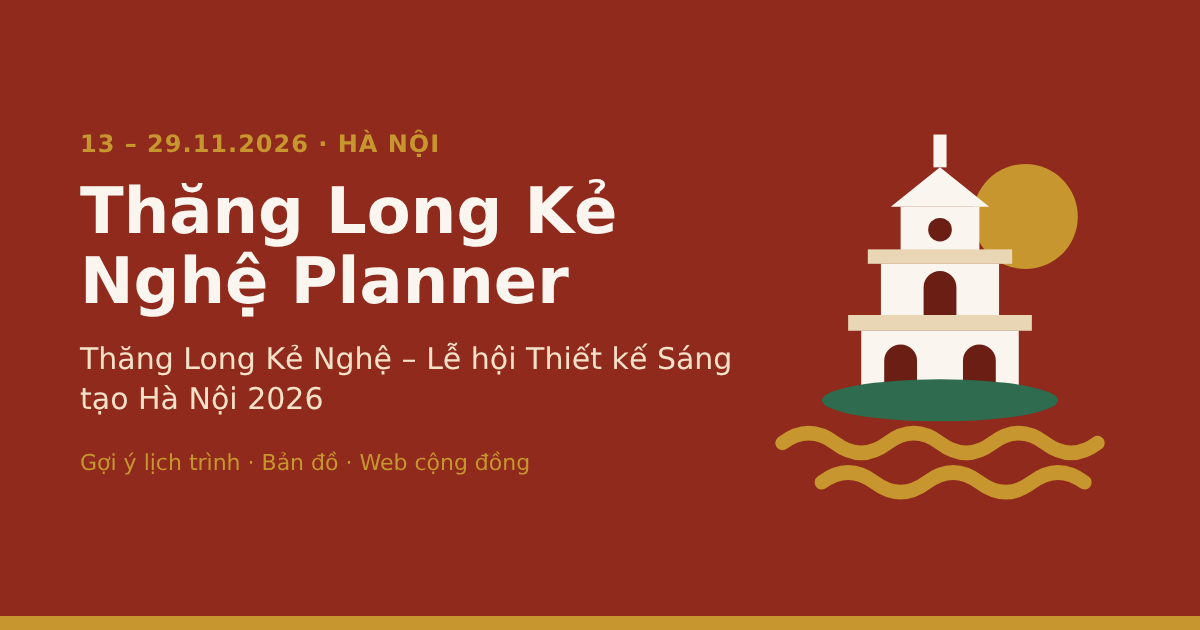 13 – 29.11.2026 · HÀ NỘI
Thăng Long Kẻ
Nghệ Planner
Thăng Long Kẻ Nghệ – Lễ hội Thiết kế Sáng
tạo Hà Nội 2026
Gợi ý lịch trình · Bản đồ · Web cộng đồng